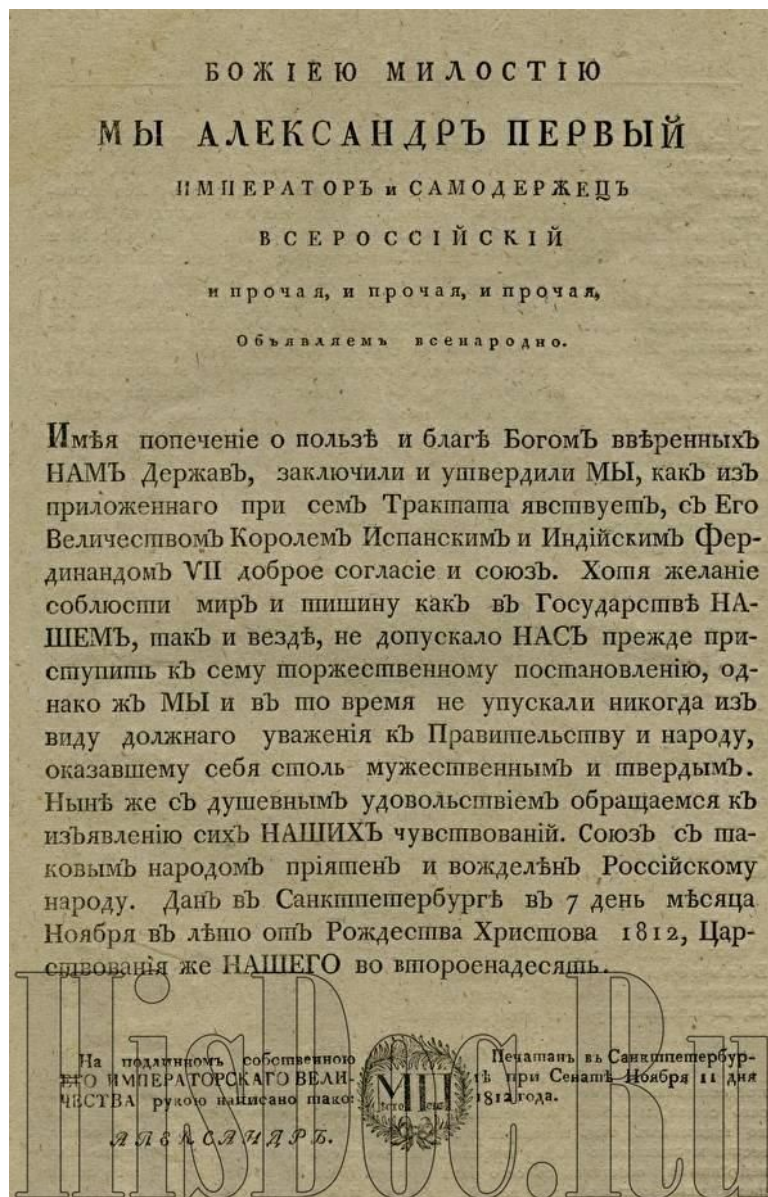 БОЖІЕЮ МИЛОСТІЮ
МЫ АЛЕКСАНДРЪ ПЕРВЫЙ
ИМПЕРАТОРЪ и САМОДЕРЖЕЦЪ
ВСЕРОССІЙСКІЙ
и прочая, и прочая, и прочая,
Объявляемъ всенародно.
Имѣя попеченіе о пользѣ и благѣ Богомъ ввѣренныхъ
НАМЪ Державъ, заключили и утвердили МЫ, какъ изъ
приложеннаго при семъ Трактата явствуетъ, съ Его
Величествомъ Королемъ Испанскимъ и Индійскимъ Фер-
динандомъ VII доброе согласіе и союзъ. Хотя желаніе
соблюсти миръ и тишину какъ въ Государствѣ НА-
ШЕМЪ, такъ и вездѣ, не допускало НАСЪ прежде при-
ступить къ сему торжественному постановленію, од-
нако жъ МЫ и въ то время не упускали никогда изъ
виду должнаго уваженія къ Правительству и народу,
оказавшему себя столь мужественнымъ и твердымъ.
Нынѣ же съ душевнымъ удовольствіемъ обращаемся къ
изъявленію сихъ НАШИХЪ чувствованій. Союзъ съ та-
ковымъ народомъ пріятенъ и вожделѣнъ Россійскому
народу. Данъ въ Санктпетербургѣ въ 7 день мѣсяца
Ноября въ лѣто отъ Рождества Христова 1812, Цар-
ствованія же НАШЕГО во второенадесять.
На подлинномъ собственною
ЕГО ИМПЕРАТОРСКАГО ВЕЛИ-
ЧЕСТВА рукою написано тако:
АЛЕКСАНДРЪ.
Печатанъ въ Санктпетербур-
гѣ при Сенатѣ Ноября 11 дня
1812 года.
HisDoc.Ru